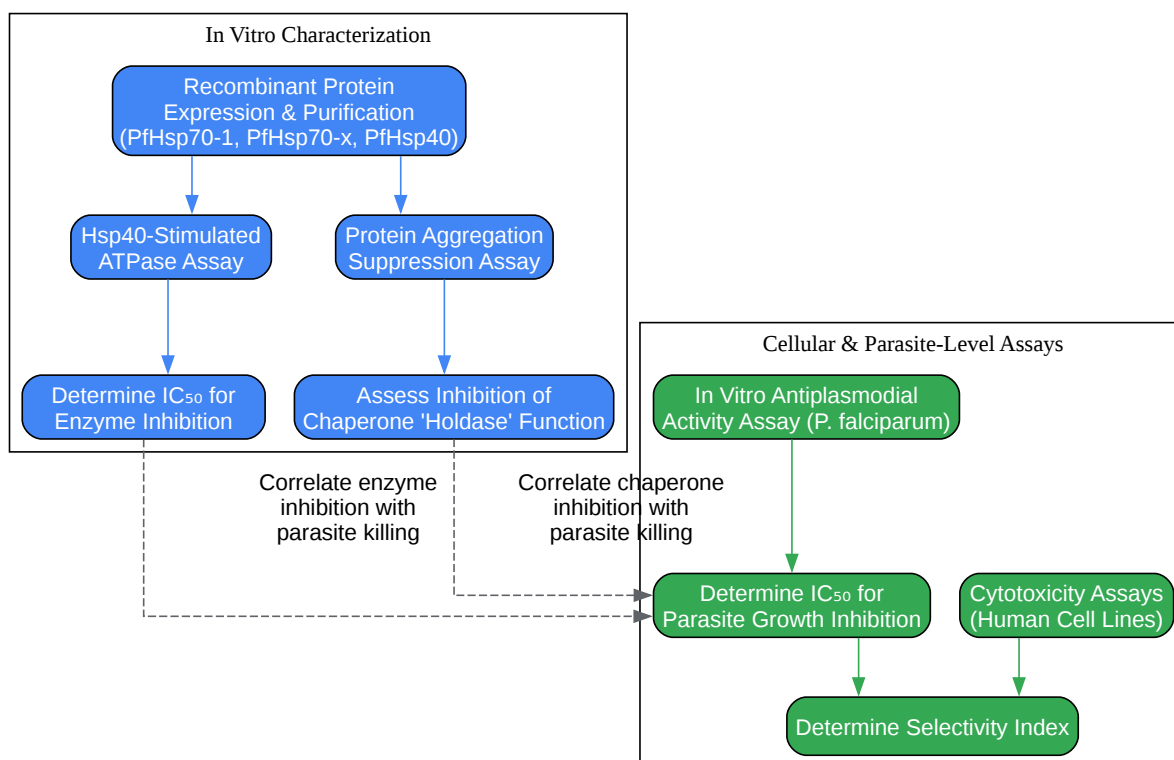 In Vitro Characterization
Recombinant Protein
Expression & Purification
(PfHsp70-1, PfHsp70-x, PfHsp40)
Hsp40-Stimulated
ATPase Assay
Protein Aggregation
Suppression Assay
Determine IC₅₀ for
Enzyme Inhibition
Assess Inhibition of
Chaperone 'Holdase' Function
Correlate enzyme
inhibition with
parasite killing
Correlate chaperone
inhibition with
parasite killing
Cellular & Parasite-Level Assays
In Vitro Antiplasmodial
Activity Assay (P. falciparum)
Determine IC₅₀ for
Parasite Growth Inhibition
Cytotoxicity Assays
(Human Cell Lines)
Determine Selectivity Index